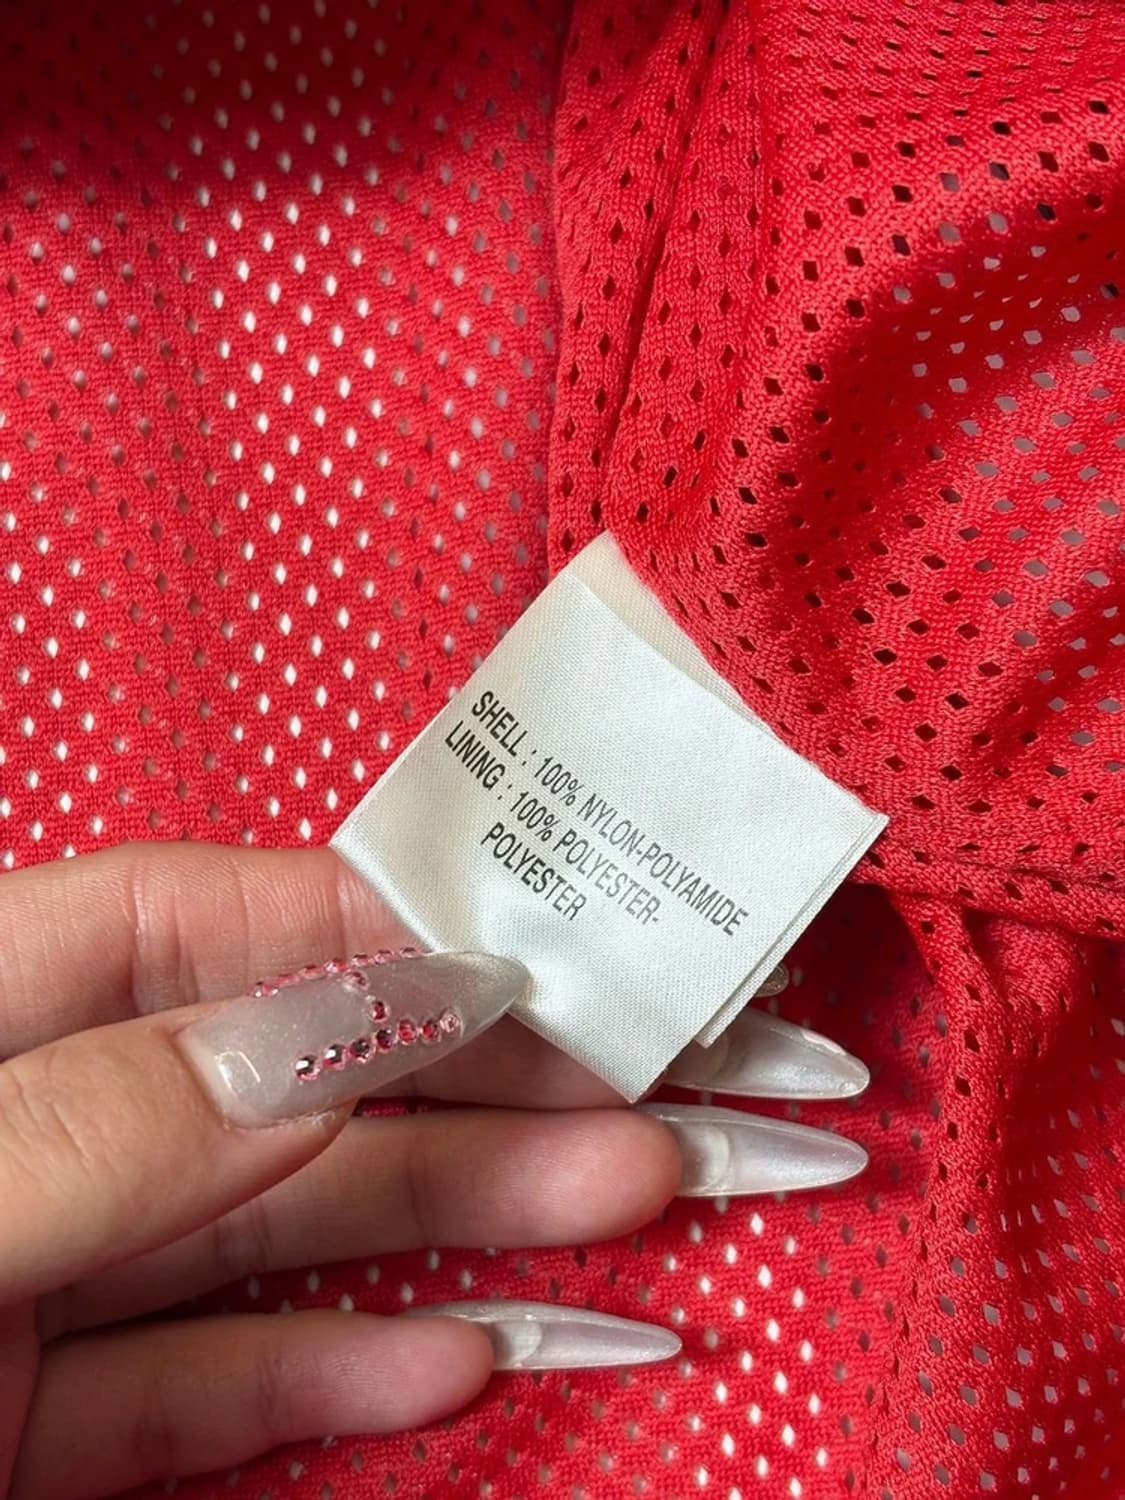 SHELL : 100% NYLON-POLYAMIDE
LINING : 100% POLYESTER-
POLYESTER